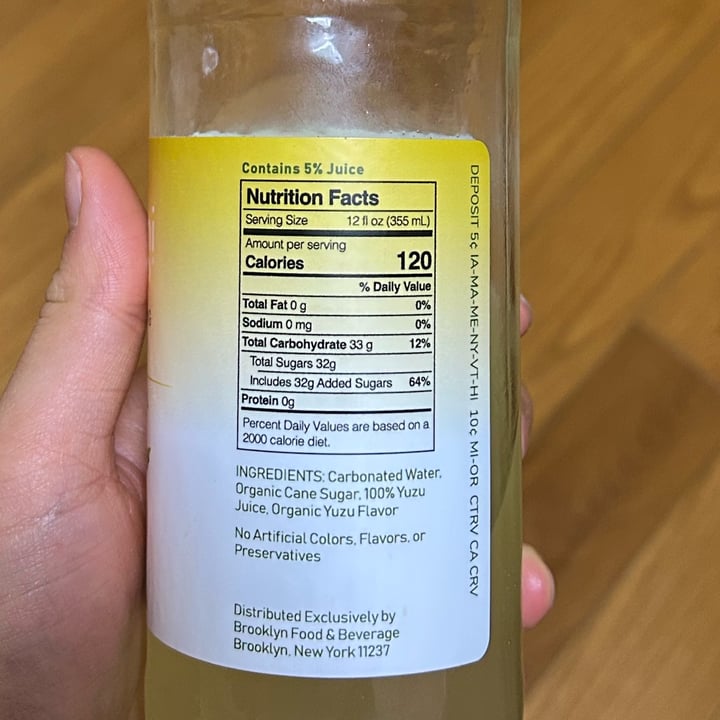 Contains 5% Juice
Nutrition Facts
Serving Size 12 fl oz (355 mL)
Amount per serving
Calories 120
% Daily Value
Total Fat 0 g 0%
Sodium 0 mg 0%
Total Carbohydrate 33 g 12%
Total Sugars 32g
Includes 32g Added Sugars 64%
Protein 0g
Percent Daily Values are based on a
2000 calorie diet.
INGREDIENTS: Carbonated Water,
Organic Cane Sugar, 100% Yuzu
Juice, Organic Yuzu Flavor
No Artificial Colors, Flavors, or
Preservatives
Distributed Exclusively by
Brooklyn Food & Beverage
Brooklyn, New York 11237
DEPOSIT 5¢ IA-MA-ME-NY-VT-HI 10¢ MI-OR CTRV CA CRV